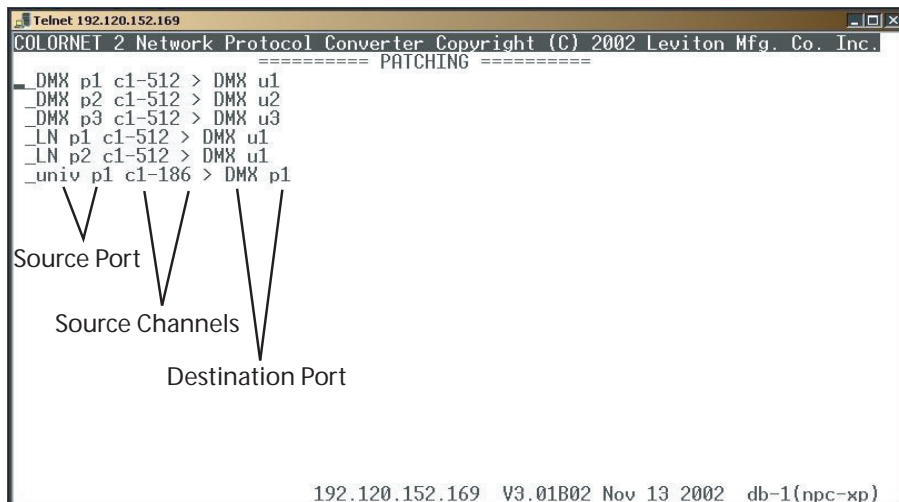 Telnet 192.120.152.169
COLORNET 2 Network Protocol Converter Copyright (C) 2002 Leviton Mfg. Co. Inc.
========== PATCHING ==========
_DMX p1 c1-512 > DMX u1
_DMX p2 c1-512 > DMX u2
_DMX p3 c1-512 > DMX u3
_LN p1 c1-512 > DMX u1
_LN p2 c1-512 > DMX u1
_univ p1 c1-186 > DMX p1
Source Port
Source Channels
Destination Port
192.120.152.169 V3.01B02 Nov 13 2002 db-1(npc-xp)